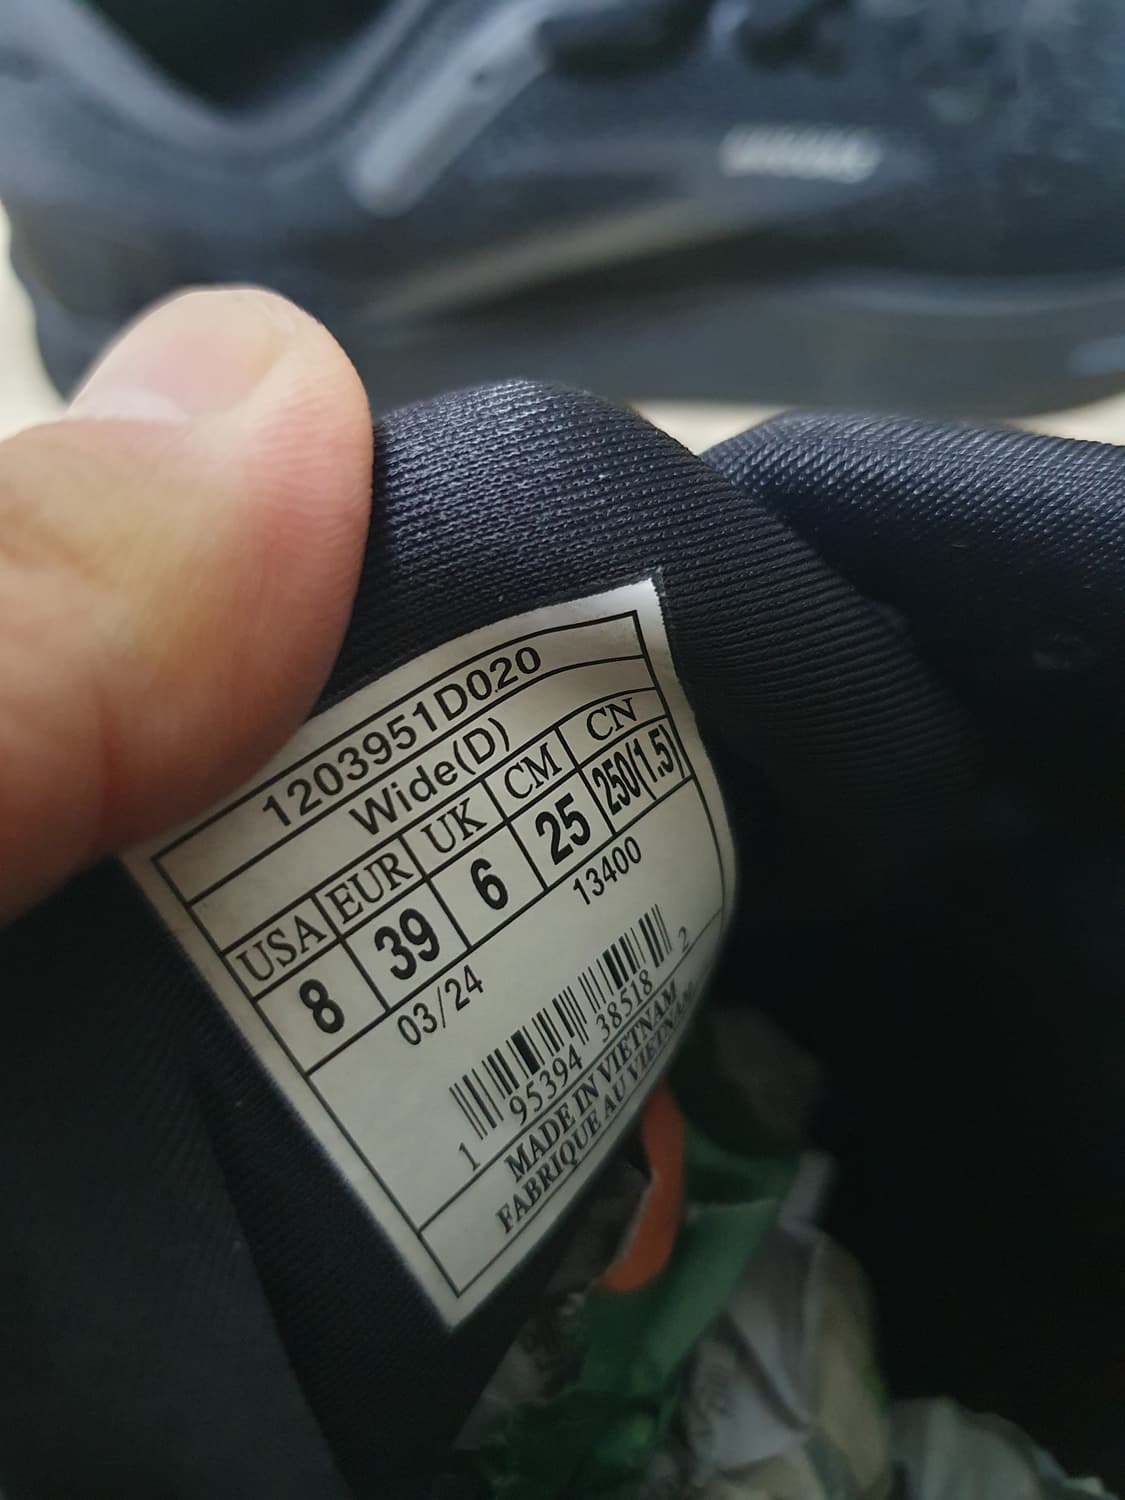 1203951D020
Wide(D)
USA EUR UK CM CN
8 39 6 25 250(1.5)
03/24 13400
1 95394 38518 2
MADE IN VIETNAM
FABRIQUE AU VIETNAM